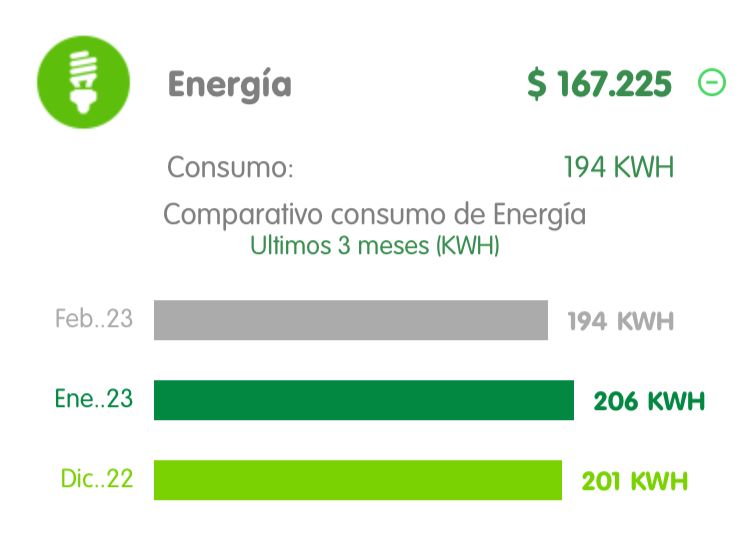 Energía $ 167.225
Consumo: 194 KWH
Comparativo consumo de Energía
Ultimos 3 meses (KWH)
Feb..23 194 KWH
Ene..23 206 KWH
Dic..22 201 KWH